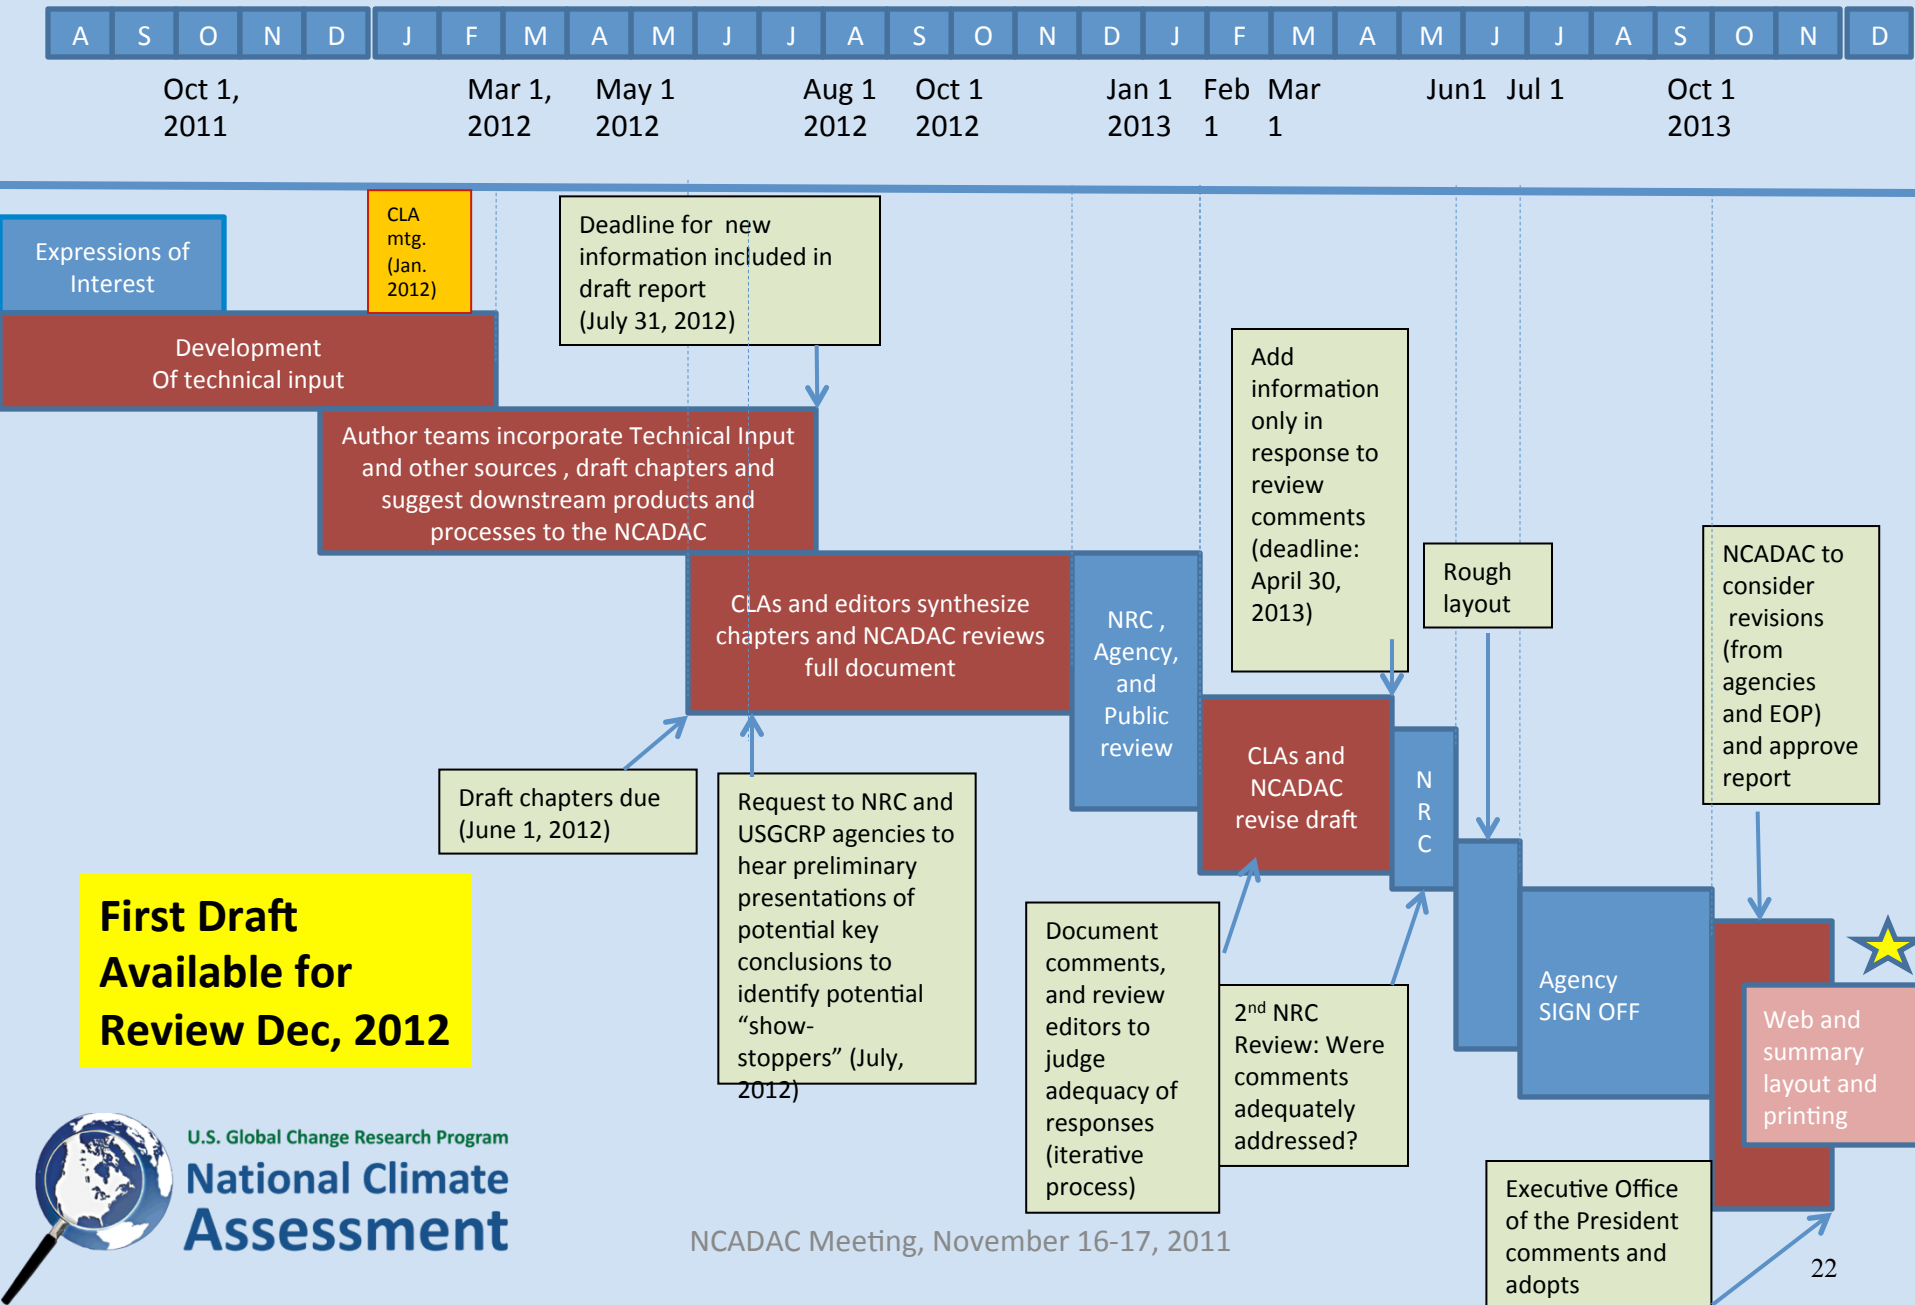 A S O N D J F M A M J J A S O N D J F M A M J J A S O N D
Oct 1,
2011
Mar 1,
2012
May 1
2012
Aug 1
2012
Oct 1
2012
Jan 1
2013
Feb
1
Mar
1
Jun1
Jul 1
Oct 1
2013
Expressions of
Interest
CLA
mtg.
(Jan.
2012)
Deadline for new
information included in
draft report
(July 31, 2012)
Development
Of technical input
Author teams incorporate Technical Input
and other sources , draft chapters and
suggest downstream products and
processes to the NCADAC
Add
information
only in
response to
review
comments
(deadline:
April 30,
2013)
CLAs and editors synthesize
chapters and NCADAC reviews
full document
NRC ,
Agency,
and
Public
review
Rough
layout
NCADAC to
consider
revisions
(from
agencies
and EOP)
and approve
report
Draft chapters due
(June 1, 2012)
Request to NRC and
USGCRP agencies to
hear preliminary
presentations of
potential key
conclusions to
identify potential
“show-
stoppers” (July,
2012)
CLAs and
NCADAC
revise draft
N
R
C
First Draft
Available for
Review Dec, 2012
Document
comments,
and review
editors to
judge
adequacy of
responses
(iterative
process)
2nd NRC
Review: Were
comments
adequately
addressed?
Agency
SIGN OFF
Web and
summary
layout and
printing
Executive Office
of the President
comments and
adopts
U.S. Global Change Research Program
National Climate
Assessment
NCADAC Meeting, November 16-17, 2011
22